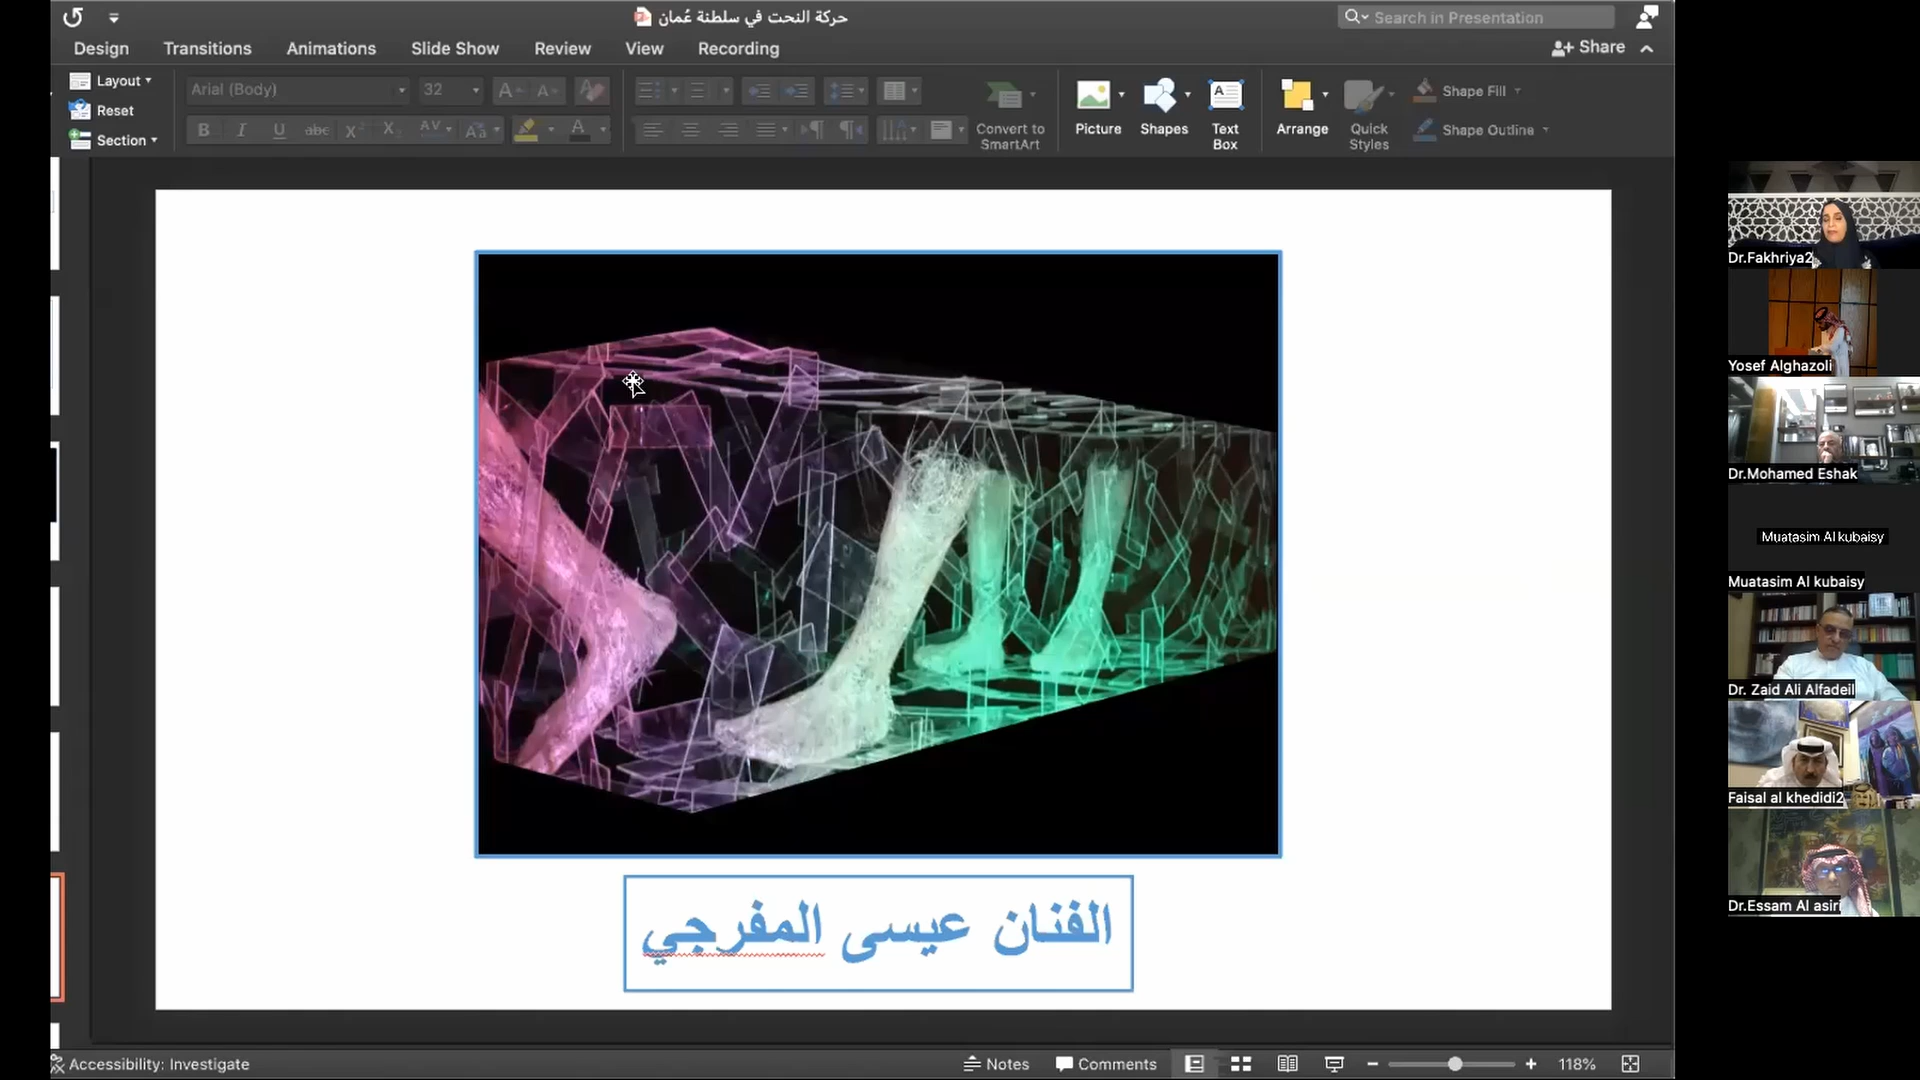 حركة النحت في سلطنة عُمان
Search in Presentation
Design
Transitions
Animations
Slide Show
Review
View
Recording
Share
Layout
Reset
Section
Arial (Body)
32
Convert to
SmartArt
Picture
Shapes
Text
Box
Arrange
Quick
Styles
Shape Fill
Shape Outline
الفنان عيسى المفرجي
Dr.Fakhriya2
Yosef Alghazoli
Dr.Mohamed Eshak
Muatasim Al kubaisy
Muatasim Al kubaisy
Dr. Zaid Ali Alfadeil
Faisal al khedidi2
Dr.Essam Al asiri
Accessibility: Investigate
Notes
Comments
118%